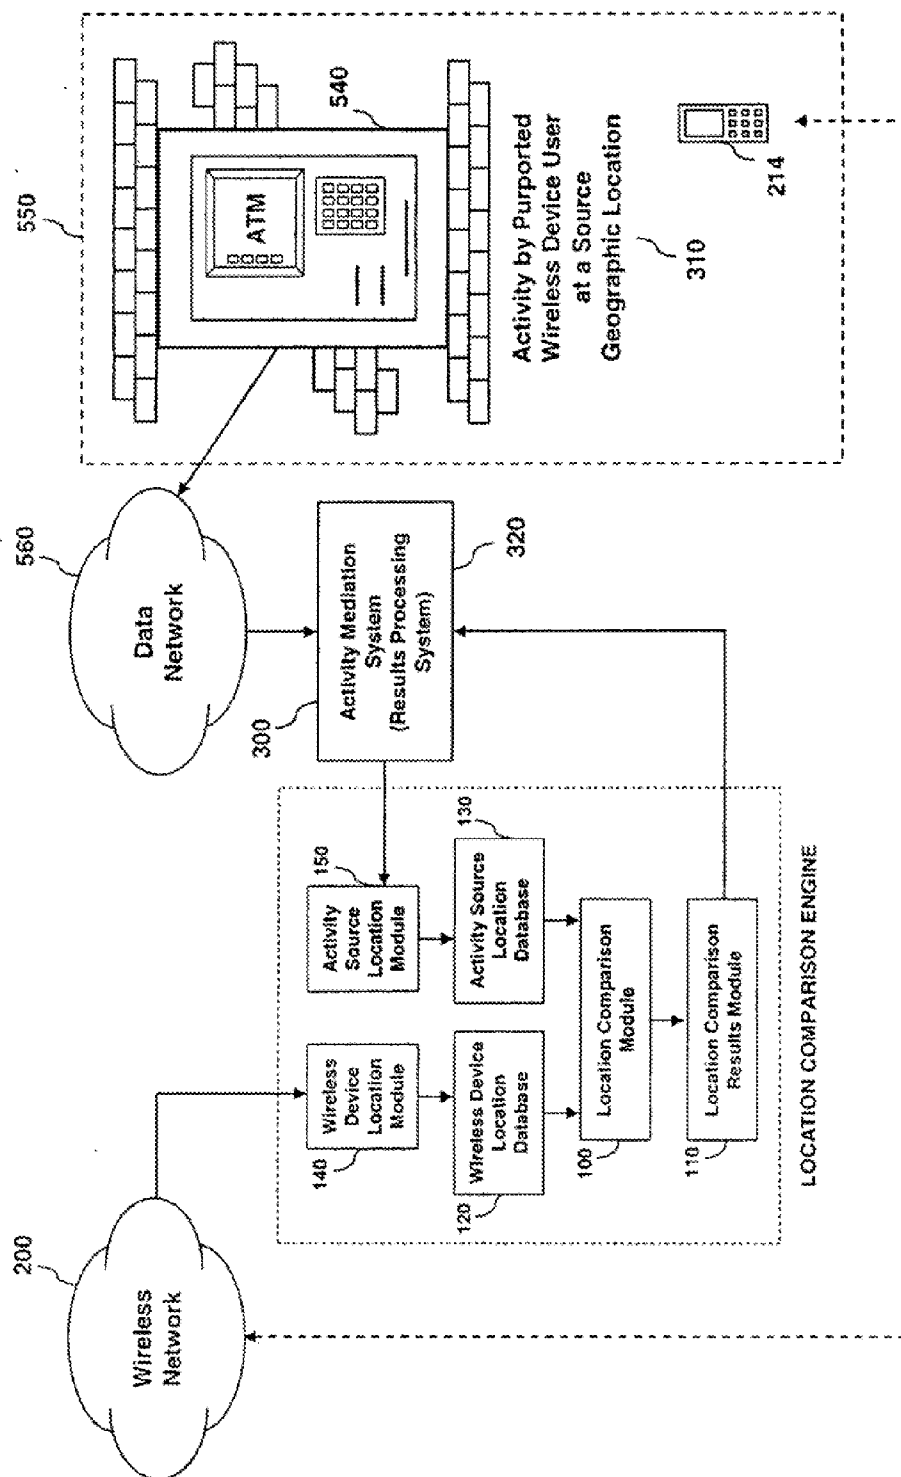 200
Wireless
Network
560
Data
Network
550
540
ATM
Activity by Purported
Wireless Device User
at a Source
Geographic Location
310
214
300
Activity Mediation
System
(Results Processing
System)
320
140
Wireless
Device
Location
Module
150
Activity
Source
Location
Module
120
Wireless Device
Location
Database
130
Activity Source
Location
Database
100
Location Comparison
Module
110
Location Comparison
Results Module
LOCATION COMPARISON ENGINE